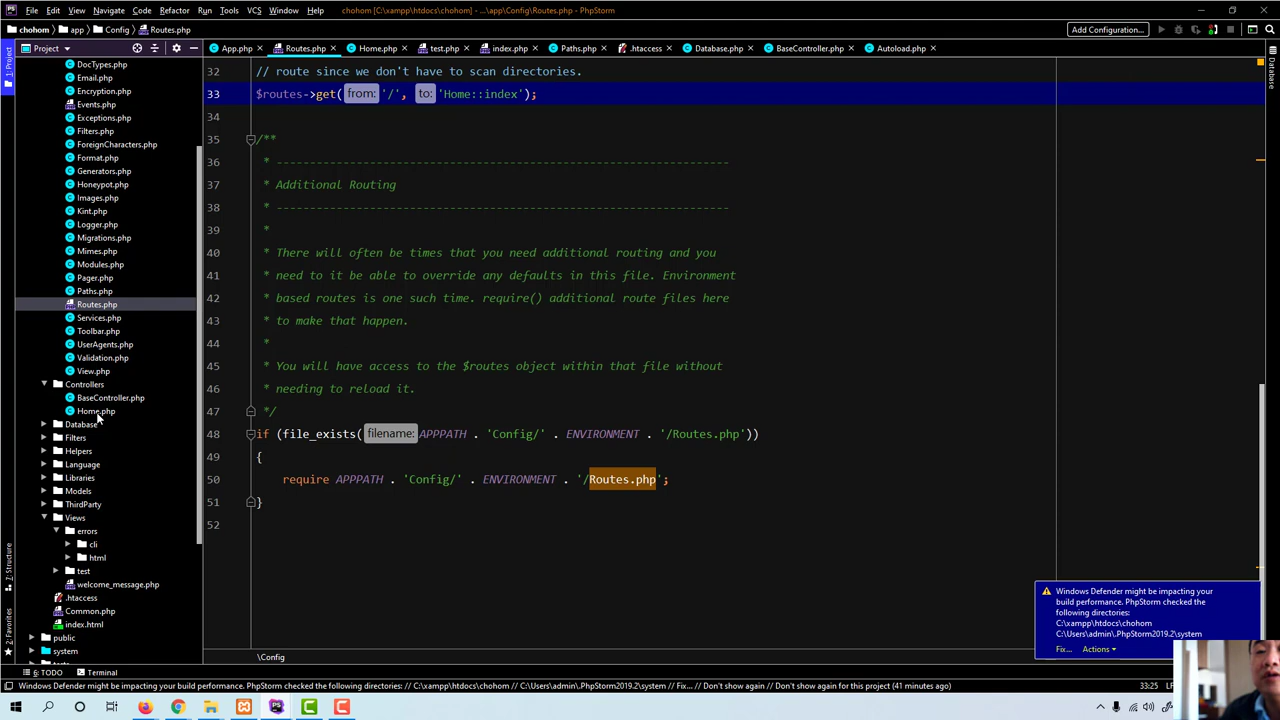 File Edit View Navigate Code Refactor Run Tools VCS Window Help chohom [C:\xampp\htdocs\chohom] - ...\app\Config\Routes.php - PhpStorm
chohom app Config Routes.php Add Configuration...
Project App.php Routes.php Home.php test.php index.php Paths.php .htaccess Database.php BaseController.php Autoload.php
1: Project
Database
DocTypes.php
Email.php
Encryption.php
Events.php
Exceptions.php
Filters.php
ForeignCharacters.php
Format.php
Generators.php
Honeypot.php
Images.php
Kint.php
Logger.php
Migrations.php
Mimes.php
Modules.php
Pager.php
Paths.php
Routes.php
Services.php
Toolbar.php
UserAgents.php
Validation.php
View.php
Controllers
BaseController.php
Home.php
Database
Filters
Helpers
Language
Libraries
Models
ThirdParty
Views
errors
cli
html
test
welcome_message.php
.htaccess
Common.php
index.html
public
system
7: Structure
2: Favorites
32 // route since we don't have to scan directories.
33 $routes->get( from: '/', to: 'Home::index');
34
35 /**
36 * --------------------------------------------------------------------
37 * Additional Routing
38 * --------------------------------------------------------------------
39 *
40 * There will often be times that you need additional routing and you
41 * need to it be able to override any defaults in this file. Environment
42 * based routes is one such time. require() additional route files here
43 * to make that happen.
44 *
45 * You will have access to the $routes object within that file without
46 * needing to reload it.
47 */
48 if (file_exists( filename: APPPATH . 'Config/' . ENVIRONMENT . '/Routes.php'))
49 {
50 require APPPATH . 'Config/' . ENVIRONMENT . '/Routes.php';
51 }
52
Windows Defender might be impacting your
build performance. PhpStorm checked the
following directories:
C:\xampp\htdocs\chohom
C:\Users\admin\.PhpStorm2019.2\system
Fix... Actions
\Config
6: TODO Terminal
Windows Defender might be impacting your build performance. PhpStorm checked the following directories: // C:\xampp\htdocs\chohom // C:\Users\admin\.PhpStorm2019.2\system // Fix... // Don't show again // Don't show again for this project (41 minutes ago) 33:25